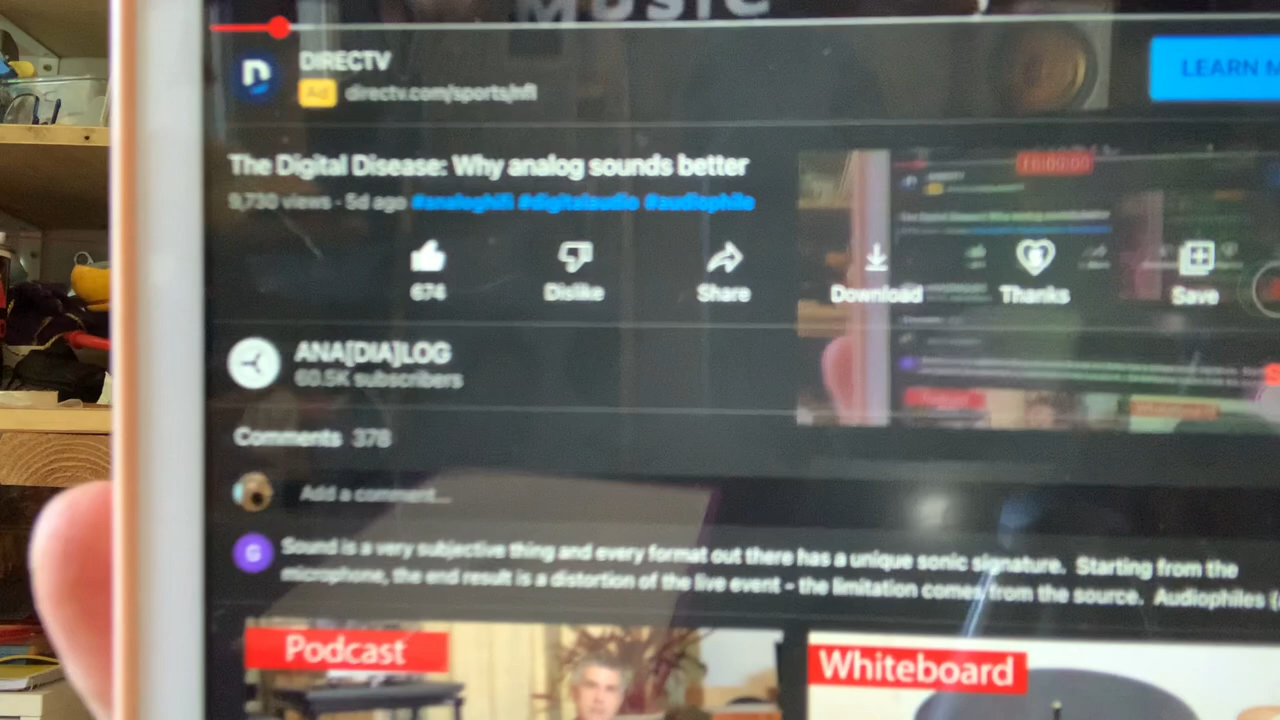 MUSIC
DIRECTV
Ad directv.com/sports/nfl
LEARN M
The Digital Disease: Why analog sounds better
9,730 views · 5d ago #analoghifi #digitalaudio #audiophile
674 Dislike Share Download Thanks Save
ANA[DIA]LOG
60.5K subscribers
Comments 378
Add a comment...
G
Sound is a very subjective thing and every format out there has a unique sonic signature. Starting from the
microphone, the end result is a distortion of the live event - the limitation comes from the source. Audiophiles (
Podcast
Whiteboard